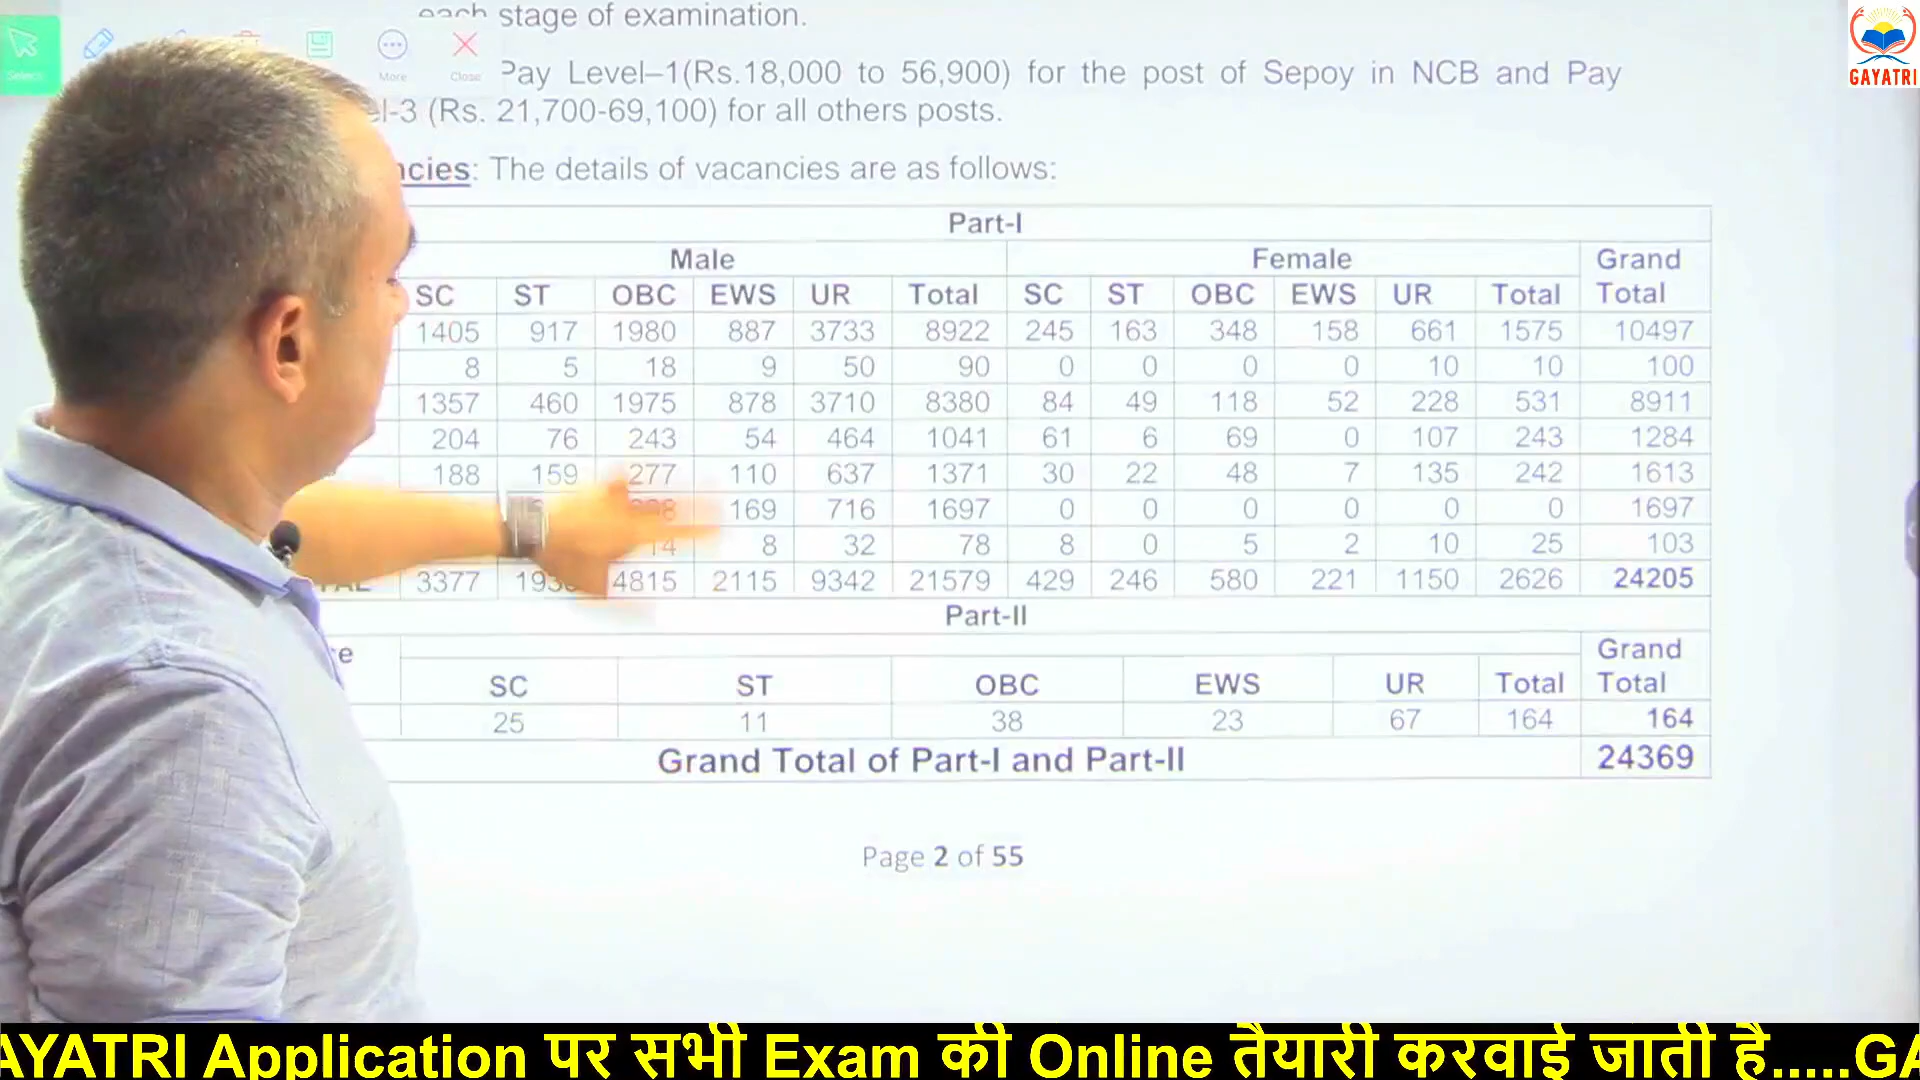 stage of examination.
Select
More
Close
Pay Level–1(Rs.18,000 to 56,900) for the post of Sepoy in NCB and Pay
-3 (Rs. 21,700-69,100) for all others posts.
ncies: The details of vacancies are as follows:
Part-I
Male Female Grand Total
SC ST OBC EWS UR Total SC ST OBC EWS UR Total
1405 917 1980 887 3733 8922 245 163 348 158 661 1575 10497
8 5 18 9 50 90 0 0 0 0 10 10 100
1357 460 1975 878 3710 8380 84 49 118 52 228 531 8911
204 76 243 54 464 1041 61 6 69 0 107 243 1284
188 159 277 110 637 1371 30 22 48 7 135 242 1613
169 716 1697 0 0 0 0 0 0 1697
14 8 32 78 8 0 5 2 10 25 103
3377 4815 2115 9342 21579 429 246 580 221 1150 2626 24205
Part-II
e
SC ST OBC EWS UR Total Grand Total
25 11 38 23 67 164 164
Grand Total of Part-I and Part-II 24369
Page 2 of 55
GAYATRI
AYATRI Application पर सभी Exam की Online तैयारी करवाई जाती है.....GA